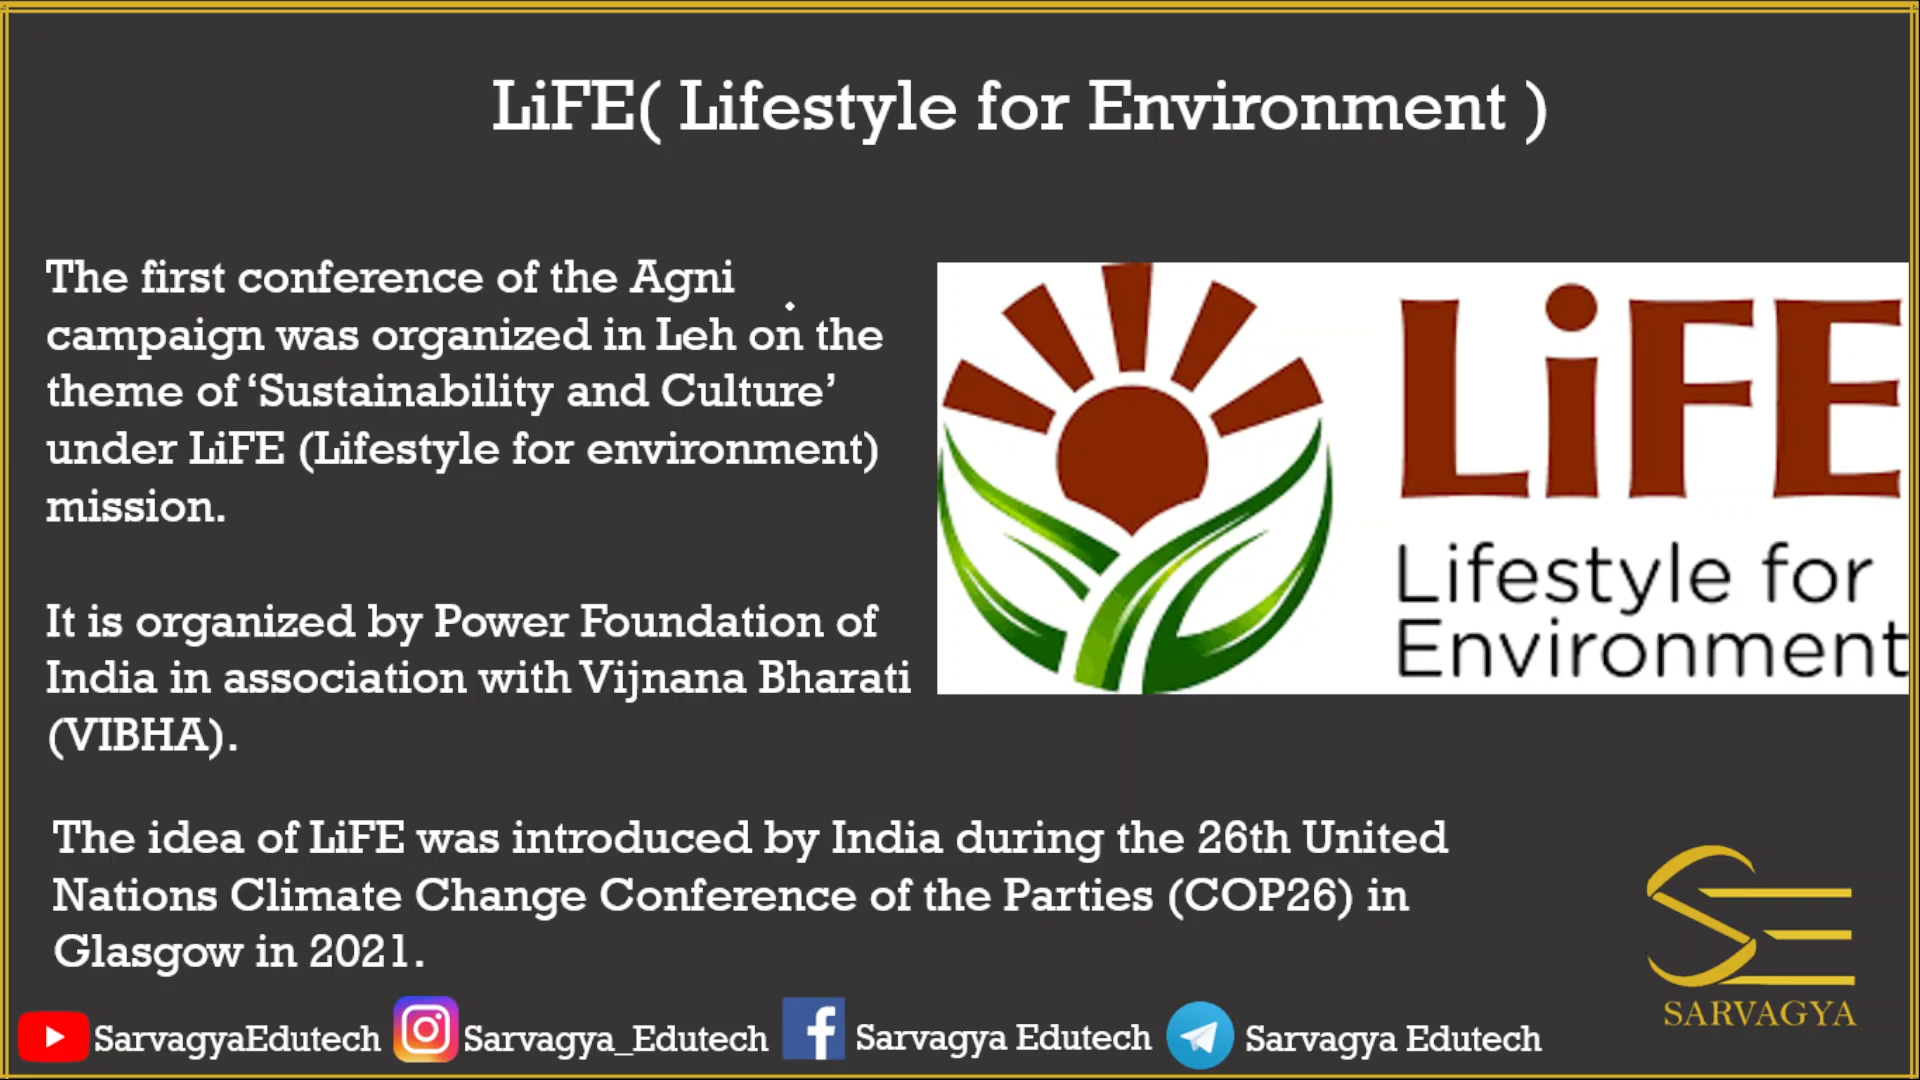 LiFE( Lifestyle for Environment )
The first conference of the Agni
campaign was organized in Leh on the
theme of ‘Sustainability and Culture’
under LiFE (Lifestyle for environment)
mission.
It is organized by Power Foundation of
India in association with Vijnana Bharati
(VIBHA).
LiFE
Lifestyle for
Environment
The idea of LiFE was introduced by India during the 26th United
Nations Climate Change Conference of the Parties (COP26) in
Glasgow in 2021.
SE
SARVAGYA
SarvagyaEdutech Sarvagya_Edutech Sarvagya Edutech Sarvagya Edutech